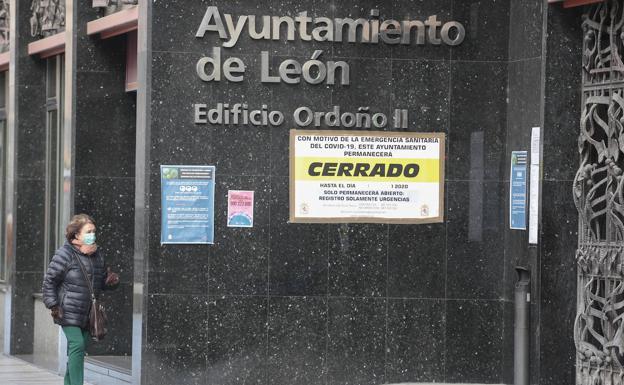 Ayuntamiento
de León
Edificio Ordoño II
CON MOTIVO DE LA EMERGENCIA SANITARIA
DEL COVID-19, ESTE AYUNTAMIENTO
PERMANECERÁ
CERRADO
HASTA EL DÍA / / 2020
SOLO PERMANECERÁ ABIERTO:
REGISTRO SOLAMENTE URGENCIAS